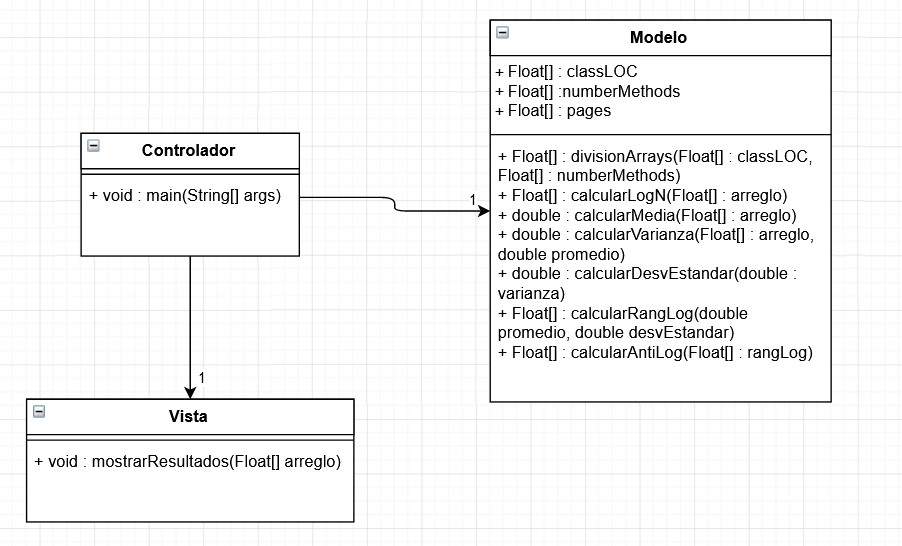 Modelo
+ Float[] : classLOC
+ Float[] :numberMethods
+ Float[] : pages
+ Float[] : divisionArrays(Float[] : classLOC,
Float[] : numberMethods)
+ Float[] : calcularLogN(Float[] : arreglo)
+ double : calcularMedia(Float[] : arreglo)
+ double : calcularVarianza(Float[] : arreglo,
double promedio)
+ double : calcularDesvEstandar(double :
varianza)
+ Float[] : calcularRangLog(double
promedio, double desvEstandar)
+ Float[] : calcularAntiLog(Float[] : rangLog)
Controlador
+ void : main(String[] args)
1
1
Vista
+ void : mostrarResultados(Float[] arreglo)